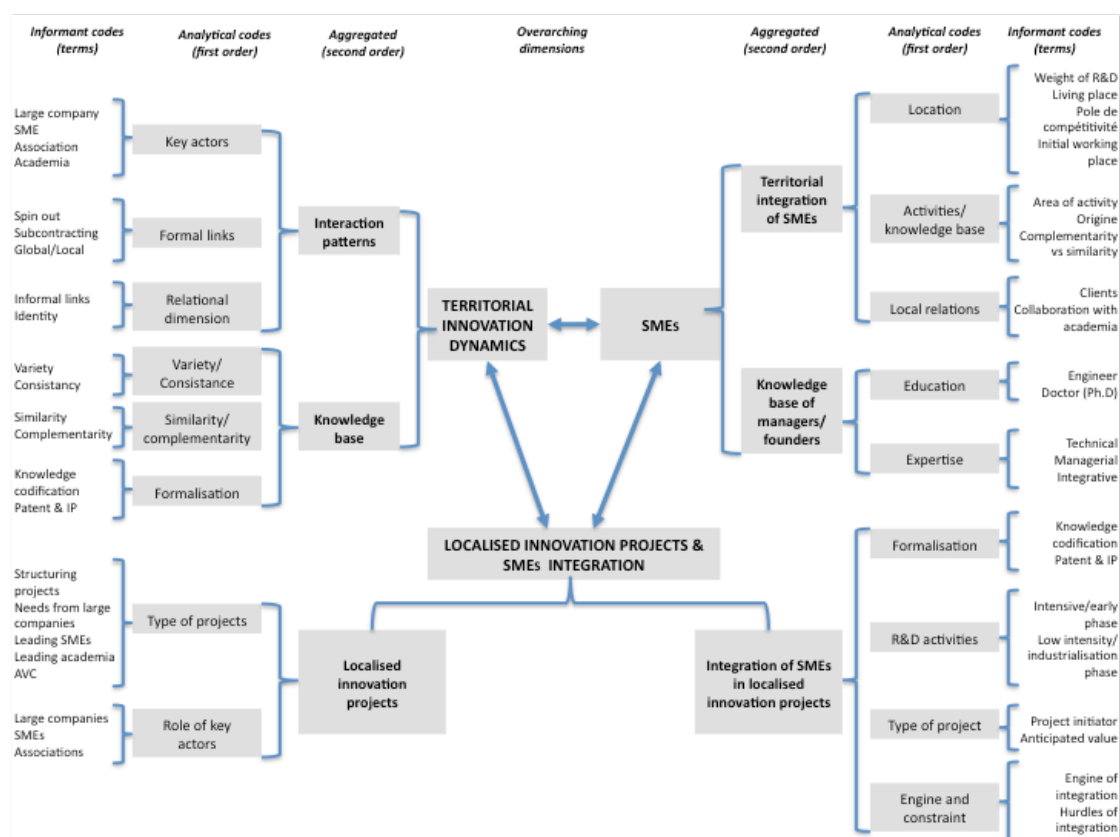 Informant codes
(terms)
Analytical codes
(first order)
Aggregated
(second order)
Overarching
dimensions
Aggregated
(second order)
Analytical codes
(first order)
Informant codes
(terms)
Large company
SME
Association
Academia
Key actors
Spin out
Subcontracting
Global/Local
Formal links
Informal links
Identity
Relational
dimension
Interaction
patterns
Variety
Consistancy
Variety/
Consistance
Similarity
Complementarity
Similarity/
complementarity
Knowledge
codification
Patent & IP
Formalisation
Knowledge
base
TERRITORIAL
INNOVATION
DYNAMICS
SMEs
Territorial
integration
of SMEs
Location
Weight of R&D
Living place
Pole de
compétitivité
Initial working
place
Activities/
knowledge base
Area of activity
Origine
Complementarity
vs similarity
Local relations
Clients
Collaboration with
academia
Knowledge
base of
managers/
founders
Education
Engineer
Doctor (Ph.D)
Expertise
Technical
Managerial
Integrative
LOCALISED INNOVATION PROJECTS &
SMEs INTEGRATION
Structuring
projects
Needs from large
companies
Leading SMEs
Leading academia
AVC
Type of projects
Large companies
SMEs
Associations
Role of key
actors
Localised
innovation
projects
Integration of SMEs
in localised
innovation projects
Formalisation
Knowledge
codification
Patent & IP
R&D activities
Intensive/early
phase
Low intensity/
industrialisation
phase
Type of project
Project initiator
Anticipated value
Engine and
constraint
Engine of
integration
Hurdles of
integration